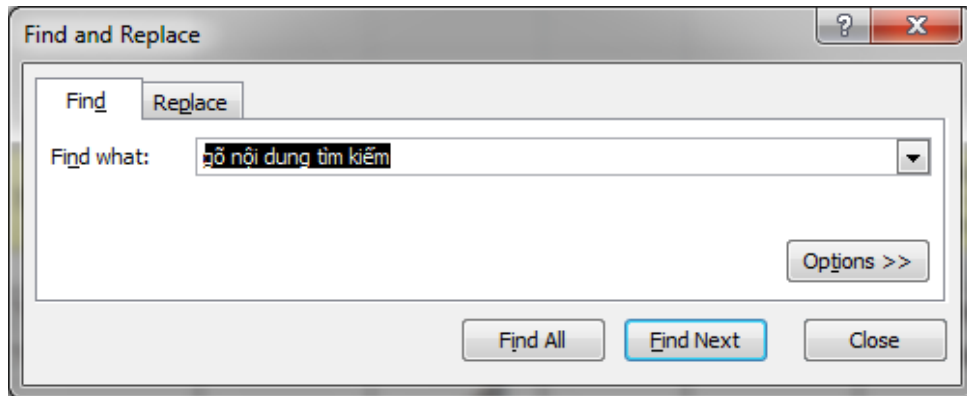 Find and Replace
Find Replace
Find what: gõ nội dung tìm kiếm
Options >>
Find All Find Next Close